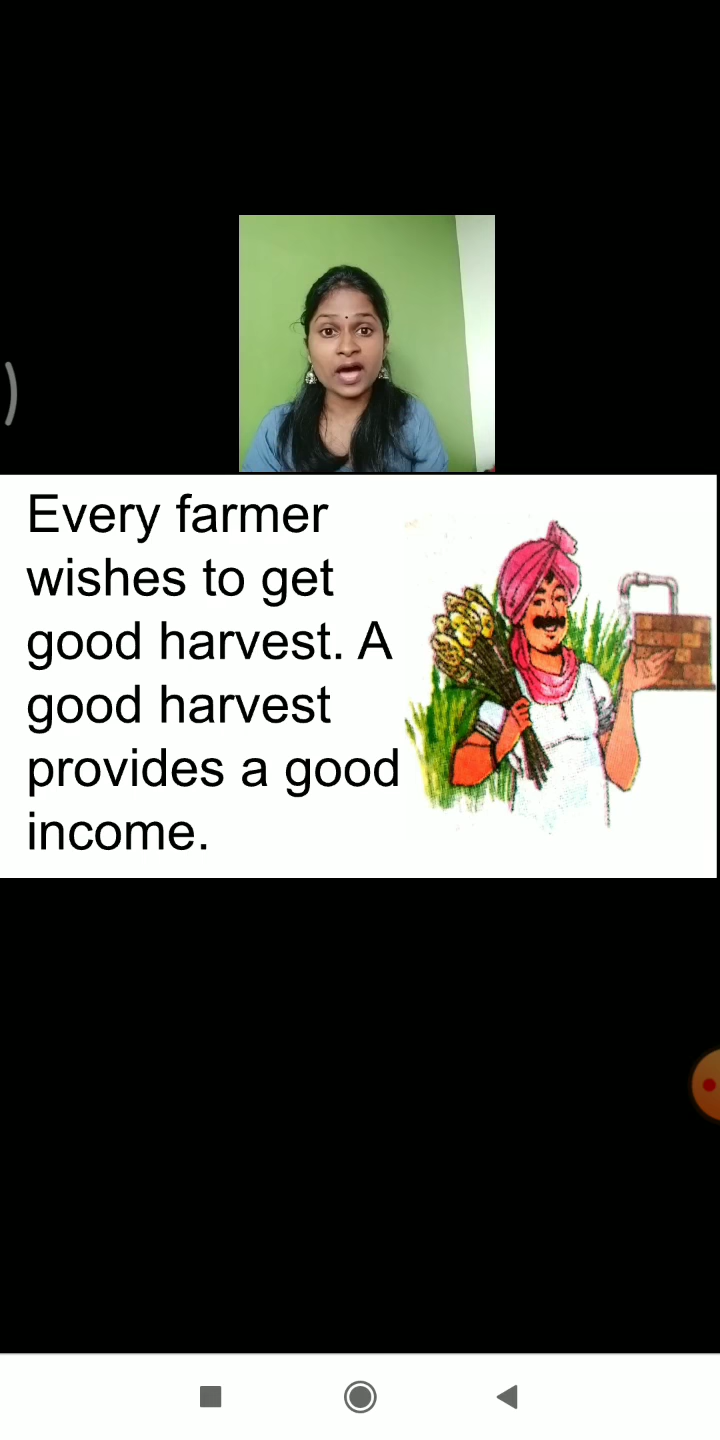 Every farmer
wishes to get
good harvest. A
good harvest
provides a good
income.